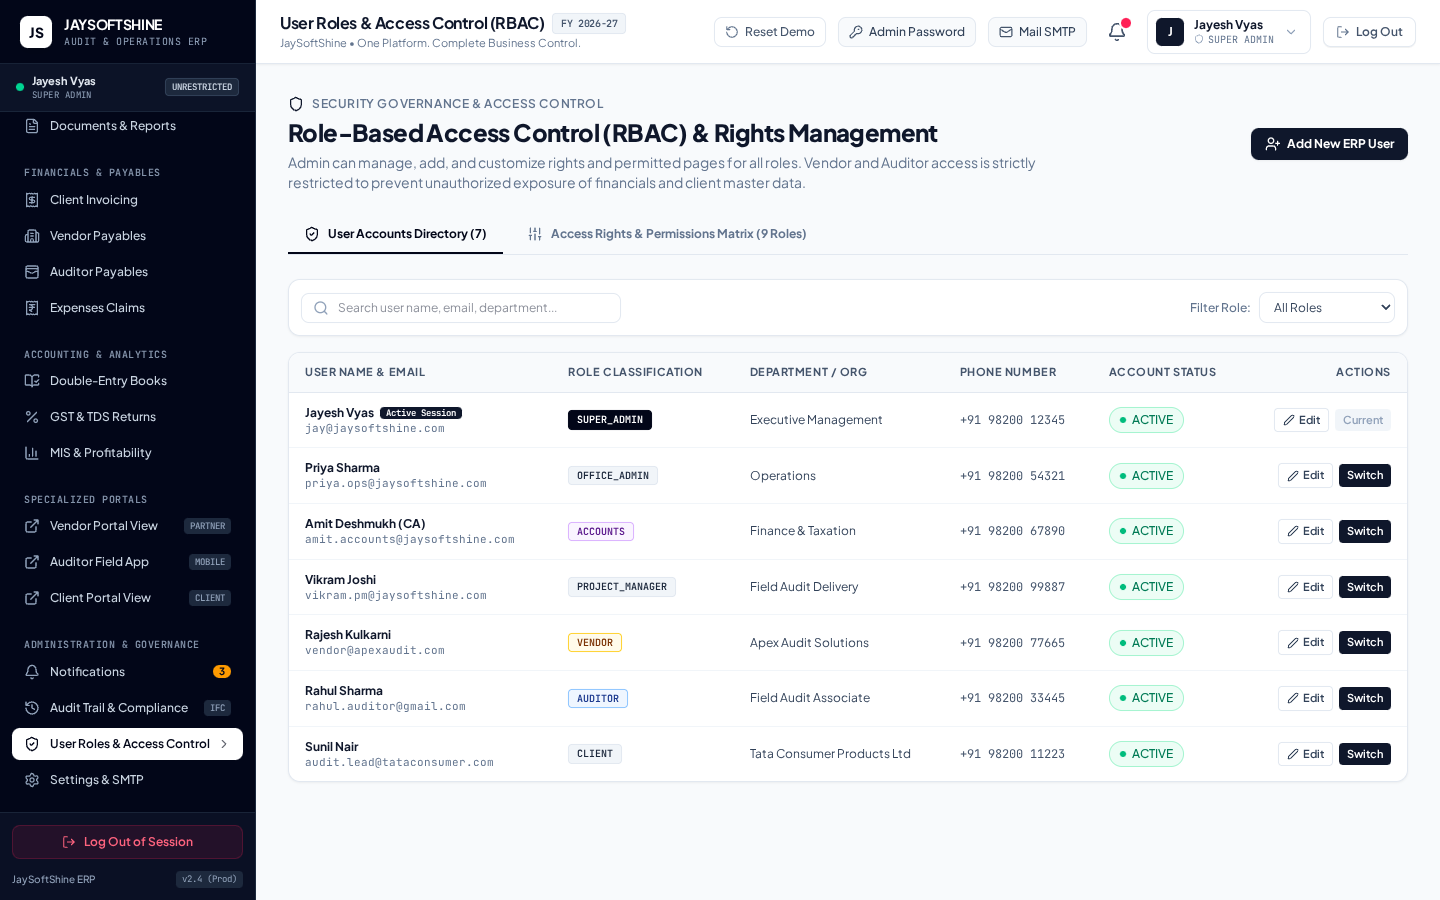 JS
JAYSOFTSHINE
AUDIT & OPERATIONS ERP
Jayesh Vyas
SUPER ADMIN
UNRESTRICTED
Documents & Reports
FINANCIALS & PAYABLES
Client Invoicing
Vendor Payables
Auditor Payables
Expenses Claims
ACCOUNTING & ANALYTICS
Double-Entry Books
GST & TDS Returns
MIS & Profitability
SPECIALIZED PORTALS
Vendor Portal View PARTNER
Auditor Field App MOBILE
Client Portal View CLIENT
ADMINISTRATION & GOVERNANCE
Notifications 3
Audit Trail & Compliance IFC
User Roles & Access Control
Settings & SMTP
Log Out of Session
JaySoftShine ERP v2.4 (Prod)
User Roles & Access Control (RBAC) FY 2026-27
JaySoftShine • One Platform. Complete Business Control.
Reset Demo
Admin Password
Mail SMTP
J
Jayesh Vyas
SUPER ADMIN
Log Out
SECURITY GOVERNANCE & ACCESS CONTROL
Role-Based Access Control (RBAC) & Rights Management
Admin can manage, add, and customize rights and permitted pages for all roles. Vendor and Auditor access is strictly
restricted to prevent unauthorized exposure of financials and client master data.
Add New ERP User
User Accounts Directory (7)
Access Rights & Permissions Matrix (9 Roles)
Search user name, email, department...
Filter Role: All Roles
USER NAME & EMAIL ROLE CLASSIFICATION DEPARTMENT / ORG PHONE NUMBER ACCOUNT STATUS ACTIONS
Jayesh Vyas Active Session
jay@jaysoftshine.com
SUPER_ADMIN Executive Management +91 98200 12345 ACTIVE Edit Current
Priya Sharma
priya.ops@jaysoftshine.com
OFFICE_ADMIN Operations +91 98200 54321 ACTIVE Edit Switch
Amit Deshmukh (CA)
amit.accounts@jaysoftshine.com
ACCOUNTS Finance & Taxation +91 98200 67890 ACTIVE Edit Switch
Vikram Joshi
vikram.pm@jaysoftshine.com
PROJECT_MANAGER Field Audit Delivery +91 98200 99887 ACTIVE Edit Switch
Rajesh Kulkarni
vendor@apexaudit.com
VENDOR Apex Audit Solutions +91 98200 77665 ACTIVE Edit Switch
Rahul Sharma
rahul.auditor@gmail.com
AUDITOR Field Audit Associate +91 98200 33445 ACTIVE Edit Switch
Sunil Nair
audit.lead@tataconsumer.com
CLIENT Tata Consumer Products Ltd +91 98200 11223 ACTIVE Edit Switch